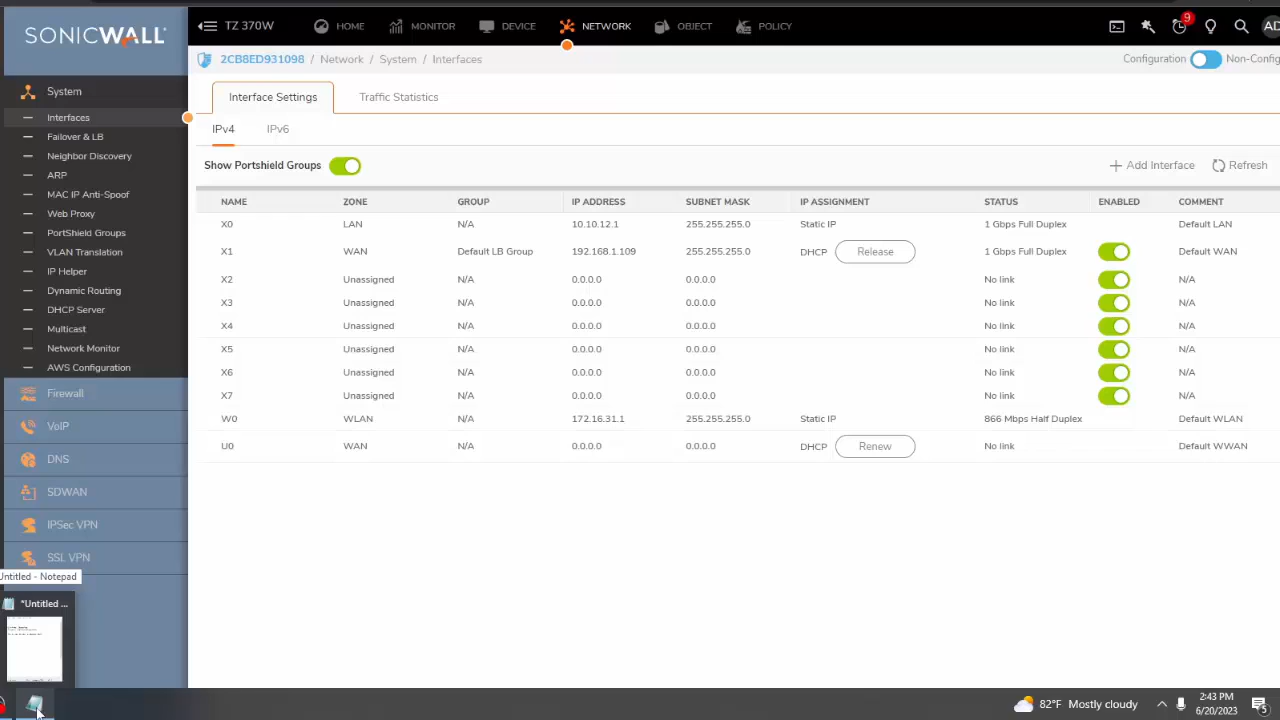 SONICWALL
TZ 370W
HOME
MONITOR
DEVICE
NETWORK
OBJECT
POLICY
9
AD
2CB8ED931098 / Network / System / Interfaces
Configuration
Non-Config
System
Interfaces
Failover & LB
Neighbor Discovery
ARP
MAC IP Anti-Spoof
Web Proxy
PortShield Groups
VLAN Translation
IP Helper
Dynamic Routing
DHCP Server
Multicast
Network Monitor
AWS Configuration
Firewall
VoIP
DNS
SDWAN
IPSec VPN
SSL VPN
Interface Settings
Traffic Statistics
IPv4
IPv6
Show Portshield Groups
Add Interface
Refresh
NAME ZONE GROUP IP ADDRESS SUBNET MASK IP ASSIGNMENT STATUS ENABLED COMMENT
X0 LAN N/A 10.10.12.1 255.255.255.0 Static IP 1 Gbps Full Duplex Default LAN
X1 WAN Default LB Group 192.168.1.109 255.255.255.0 DHCP Release 1 Gbps Full Duplex Default WAN
X2 Unassigned N/A 0.0.0.0 0.0.0.0 No link N/A
X3 Unassigned N/A 0.0.0.0 0.0.0.0 No link N/A
X4 Unassigned N/A 0.0.0.0 0.0.0.0 No link N/A
X5 Unassigned N/A 0.0.0.0 0.0.0.0 No link N/A
X6 Unassigned N/A 0.0.0.0 0.0.0.0 No link N/A
X7 Unassigned N/A 0.0.0.0 0.0.0.0 No link N/A
W0 WLAN N/A 172.16.31.1 255.255.255.0 Static IP 866 Mbps Half Duplex Default WLAN
U0 WAN N/A 0.0.0.0 0.0.0.0 DHCP Renew No link Default WWAN
Untitled - Notepad
*Untitled ...
82°F Mostly cloudy
2:43 PM
6/20/2023
5